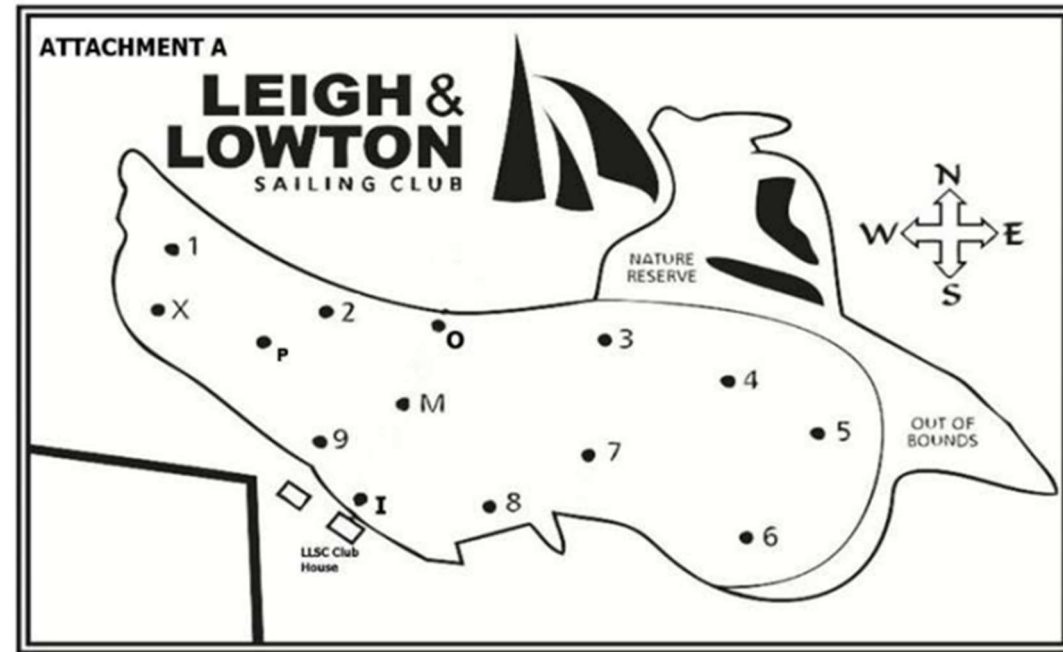 ATTACHMENT A
LEIGH &
LOWTON
SAILING CLUB
N
W E
S
NATURE
RESERVE
1
X
2
P
O
3
4
M
5
OUT OF
BOUNDS
9
7
I
8
6
LLSC Club
House